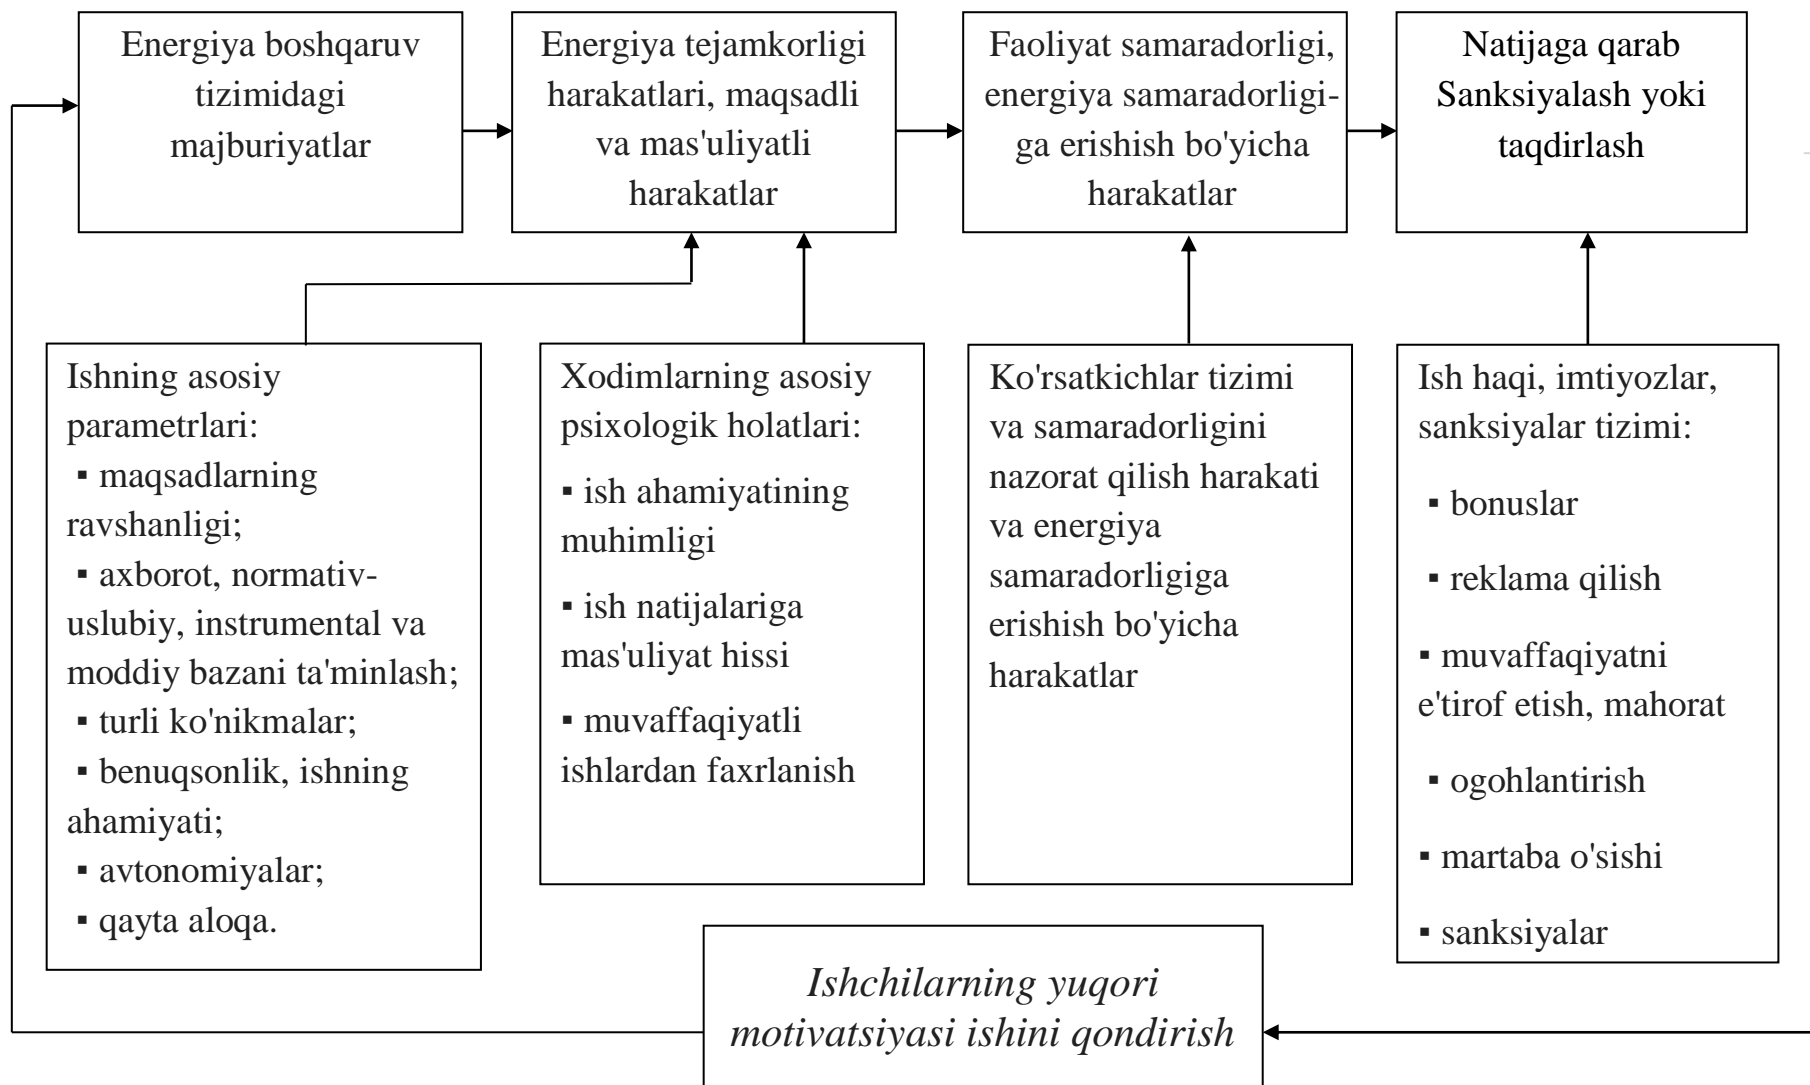 Energiya boshqaruv
tizimidagi
majburiyatlar
Energiya tejamkorligi
harakatlari, maqsadli
va mas'uliyatli
harakatlar
Faoliyat samaradorligi,
energiya samaradorligi-
ga erishish bo'yicha
harakatlar
Natijaga qarab
Sanksiyalash yoki
taqdirlash
Ishning asosiy
parametrlari:
▪ maqsadlarning
ravshanligi;
▪ axborot, normativ-
uslubiy, instrumental va
moddiy bazani ta'minlash;
▪ turli ko'nikmalar;
▪ benuqsonlik, ishning
ahamiyati;
▪ avtonomiyalar;
▪ qayta aloqa.
Xodimlarning asosiy
psixologik holatlari:
▪ ish ahamiyatining
muhimligi
▪ ish natijalariga
mas'uliyat hissi
▪ muvaffaqiyatli
ishlardan faxrlanish
Ko'rsatkichlar tizimi
va samaradorligini
nazorat qilish harakati
va energiya
samaradorligiga
erishish bo'yicha
harakatlar
Ish haqi, imtiyozlar,
sanksiyalar tizimi:
▪ bonuslar
▪ reklama qilish
▪ muvaffaqiyatni
e'tirof etish, mahorat
▪ ogohlantirish
▪ martaba o'sishi
▪ sanksiyalar
Ishchilarning yuqori
motivatsiyasi ishini qondirish